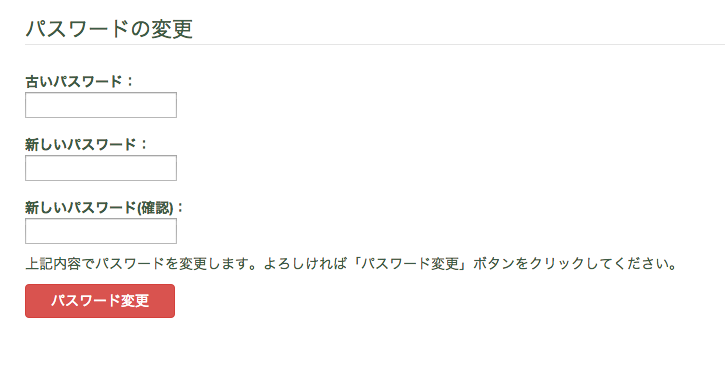 パスワードの変更
古いパスワード：
新しいパスワード：
新しいパスワード(確認)：
上記内容でパスワードを変更します。よろしければ「パスワード変更」ボタンをクリックしてください。
パスワード変更